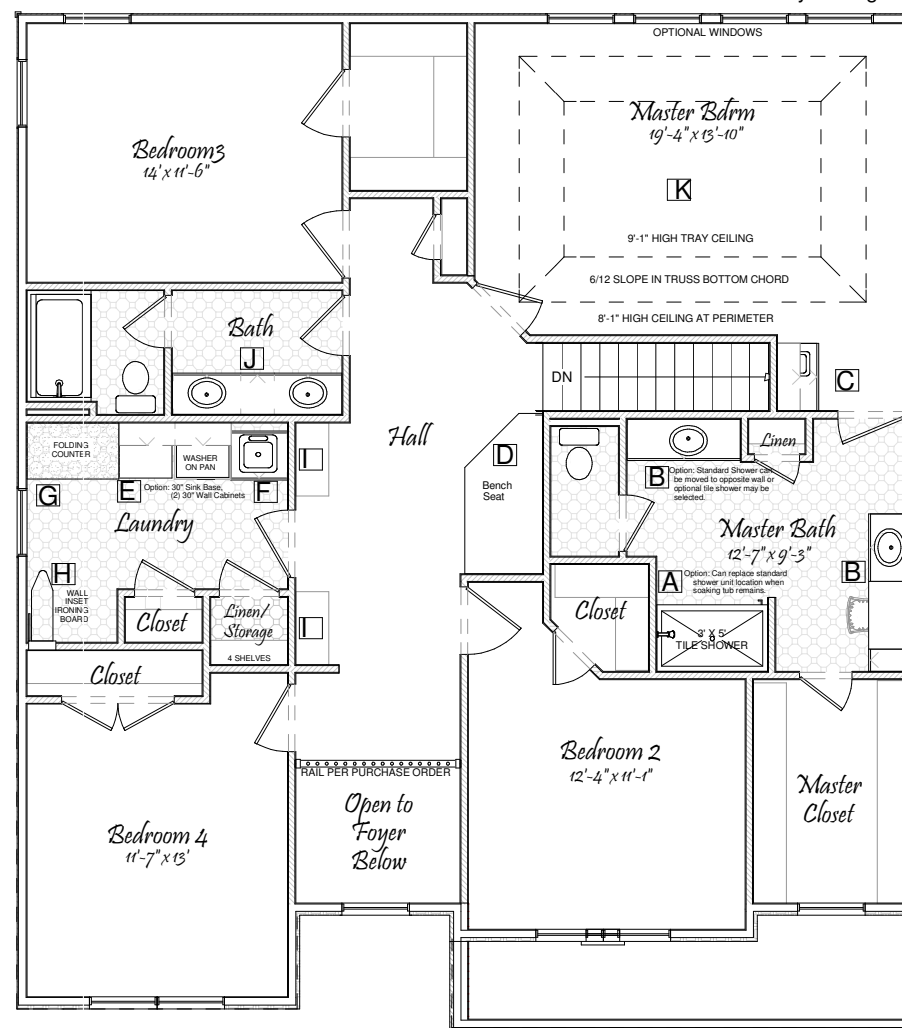 OPTIONAL WINDOWS
Master Bdrm
19'-4" x 13'-10"
K
9'-1" HIGH TRAY CEILING
6/12 SLOPE IN TRUSS BOTTOM CHORD
8'-1" HIGH CEILING AT PERIMETER
Bedroom3
14' x 11'-6"
Bath
J
DN
C
Hall
D
Bench
Seat
I
I
FOLDING
COUNTER
WASHER
ON PAN
G
E
Option: 30" Sink Base,
(2) 30" Wall Cabinets
F
Laundry
H
WALL
INSET
IRONING
BOARD
Closet
Linen/
Storage
4 SHELVES
Closet
Linen
B
Option: Standard Shower can
be moved to opposite wall or
optional tile shower may be
selected.
Master Bath
12'-7" x 9'-3"
B
A
Option: Can replace standard
shower unit location when
soaking tub remains.
3' X 5'
TILE SHOWER
Closet
Bedroom 2
12'-4" x 11'-1"
Master
Closet
RAIL PER PURCHASE ORDER
Open to
Foyer
Below
Bedroom 4
11'-7" x 13'